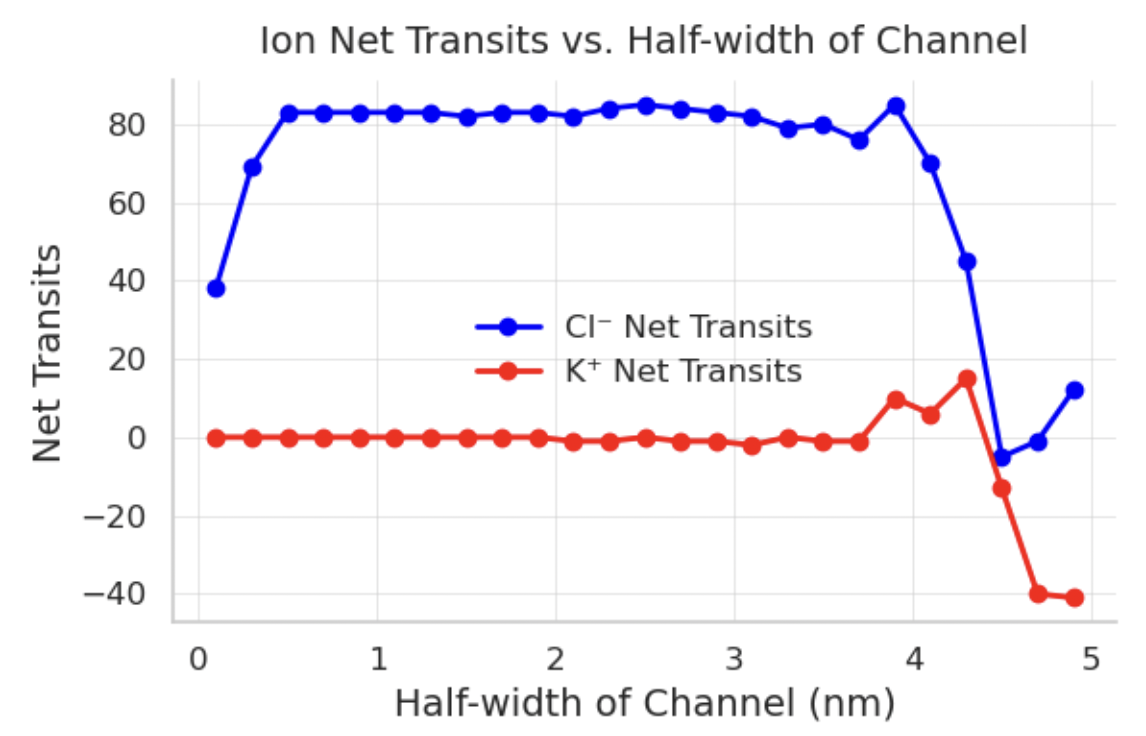 Ion Net Transits vs. Half-width of Channel
80
60
40
20
0
−20
−40
Net Transits
Cl⁻ Net Transits
K⁺ Net Transits
0 1 2 3 4 5
Half-width of Channel (nm)